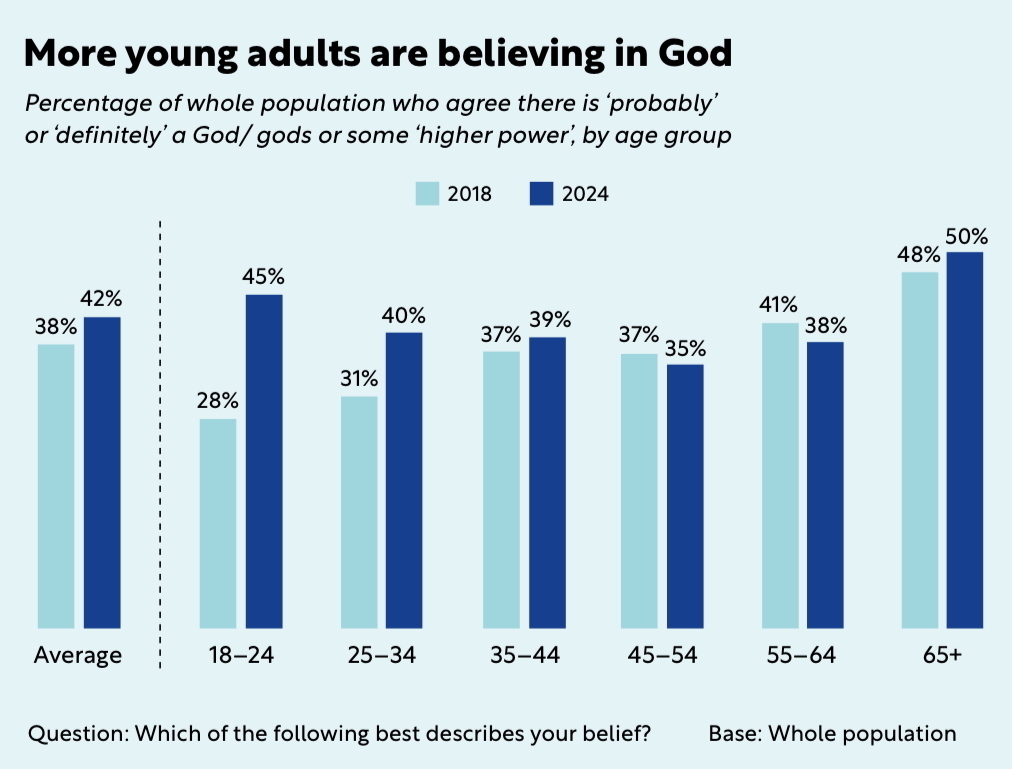 More young adults are believing in God
Percentage of whole population who agree there is ‘probably’
or ‘definitely’ a God/ gods or some ‘higher power’, by age group
2018 2024
38% 42%
28% 45%
31% 40%
37% 39%
37% 35%
41% 38%
48% 50%
Average 18–24 25–34 35–44 45–54 55–64 65+
Question: Which of the following best describes your belief? Base: Whole population